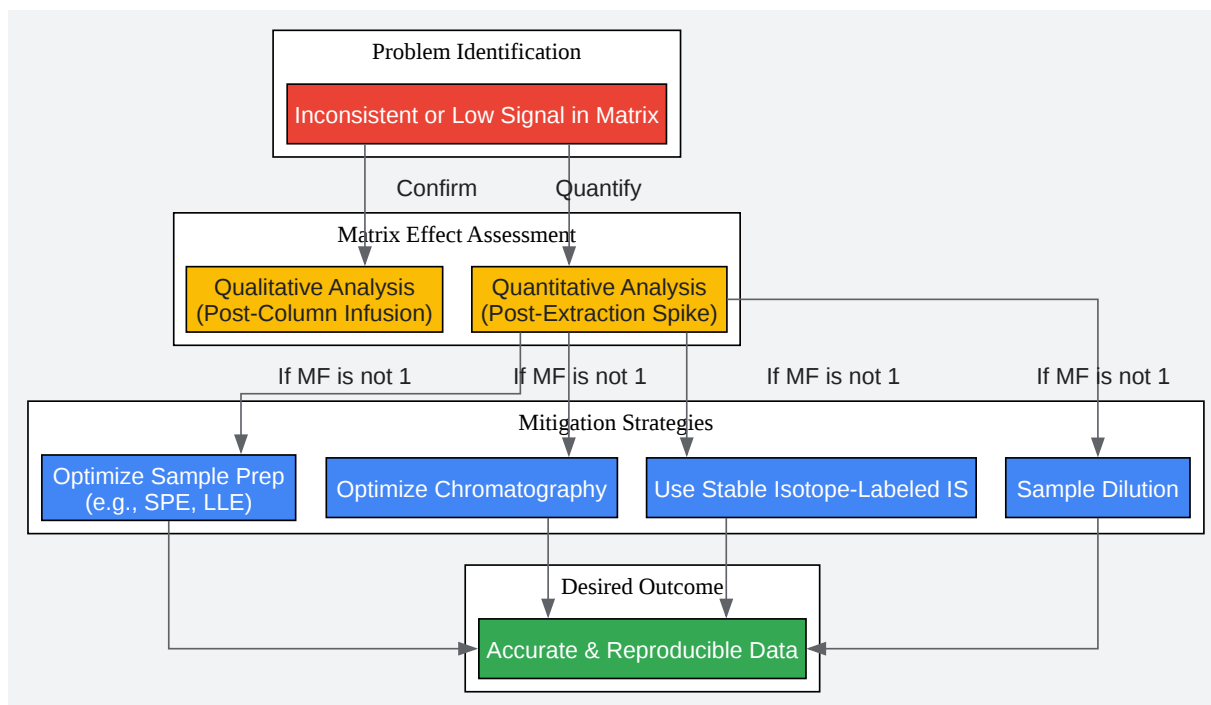 Problem Identification
Inconsistent or Low Signal in Matrix
Confirm
Quantify
Matrix Effect Assessment
Qualitative Analysis
(Post-Column Infusion)
Quantitative Analysis
(Post-Extraction Spike)
If MF is not 1
If MF is not 1
If MF is not 1
If MF is not 1
Mitigation Strategies
Optimize Sample Prep
(e.g., SPE, LLE)
Optimize Chromatography
Use Stable Isotope-Labeled IS
Sample Dilution
Desired Outcome
Accurate & Reproducible Data